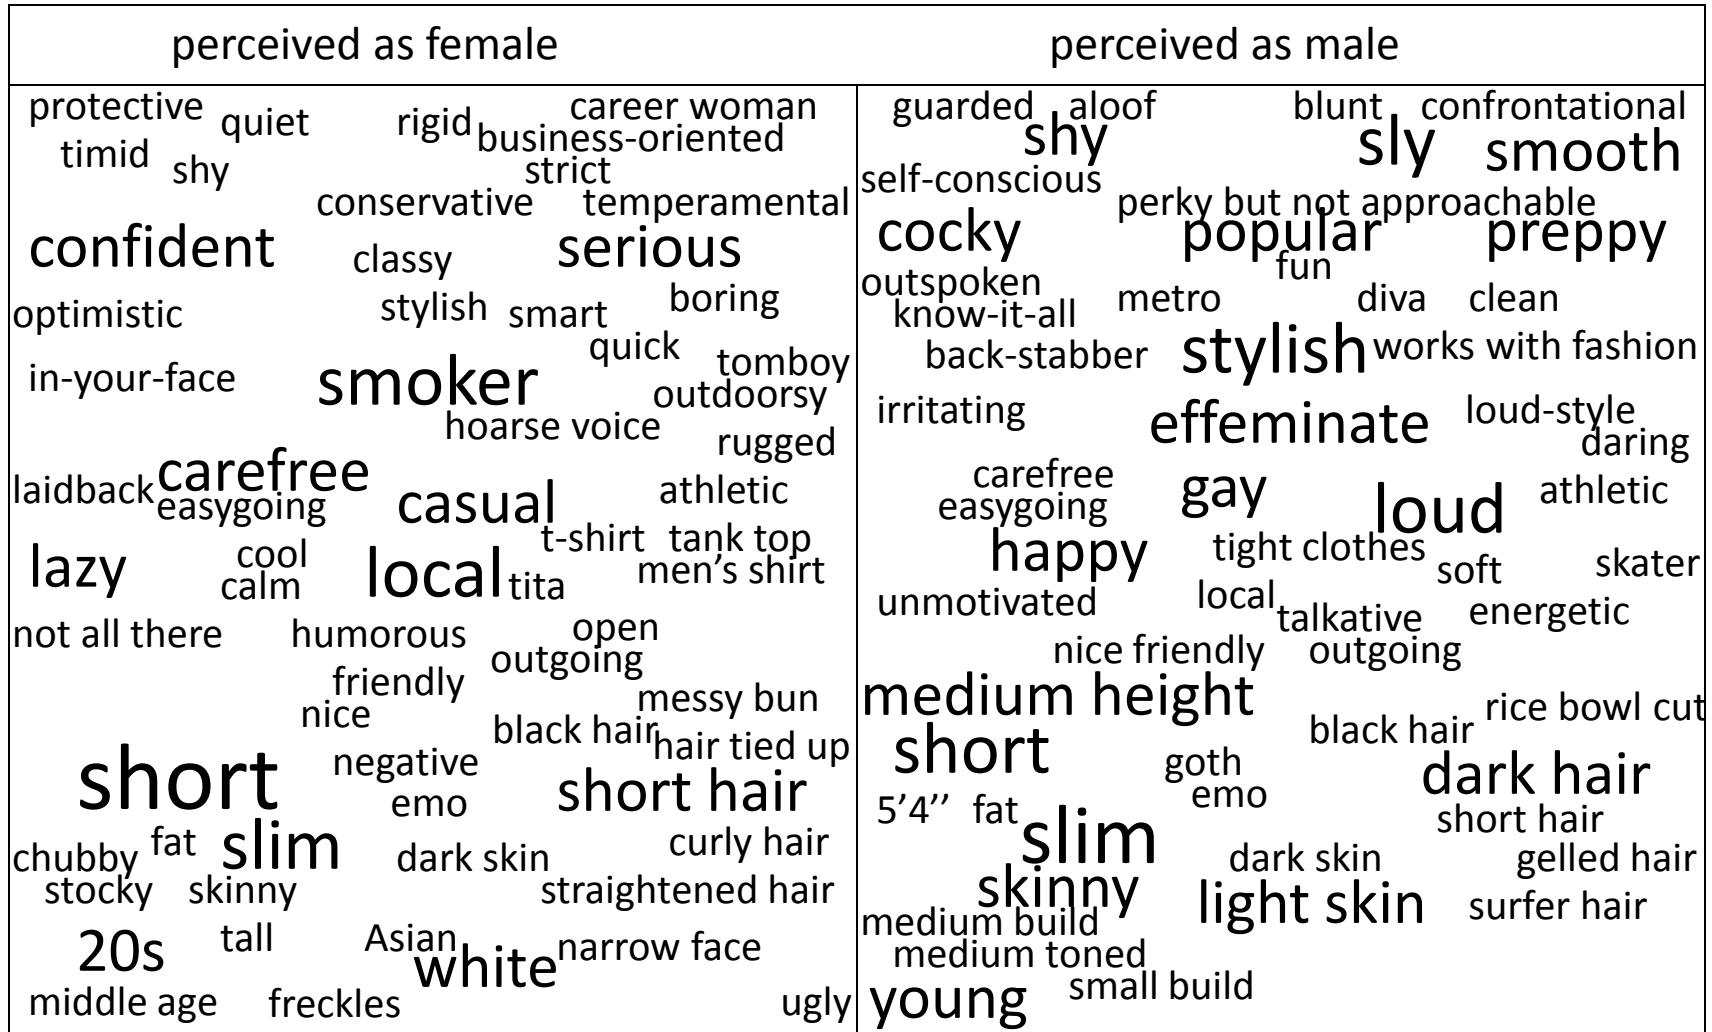 perceived as female
perceived as male
protective
quiet
rigid
career woman
business-oriented
timid
shy
strict
conservative
temperamental
confident
classy
serious
optimistic
stylish
smart
boring
quick
in-your-face
smoker
tomboy
outdoorsy
hoarse voice
rugged
carefree
laidback
easygoing
casual
athletic
t-shirt
tank top
lazy
cool
calm
local
tita
men’s shirt
not all there
humorous
open
outgoing
friendly
nice
messy bun
black hair
hair tied up
short
negative
emo
short hair
chubby
fat
slim
dark skin
curly hair
stocky
skinny
straightened hair
20s
tall
Asian
white
narrow face
middle age
freckles
ugly
guarded
aloof
blunt
confrontational
shy
sly
smooth
self-conscious
perky but not approachable
cocky
popular
preppy
fun
outspoken
know-it-all
metro
diva
clean
back-stabber
stylish
works with fashion
irritating
effeminate
loud-style
daring
carefree
easygoing
gay
loud
athletic
happy
tight clothes
soft
skater
unmotivated
local
talkative
energetic
nice friendly
outgoing
medium height
rice bowl cut
short
black hair
goth
emo
dark hair
5’4’’
fat
slim
short hair
dark skin
gelled hair
skinny
light skin
surfer hair
medium build
medium toned
young
small build